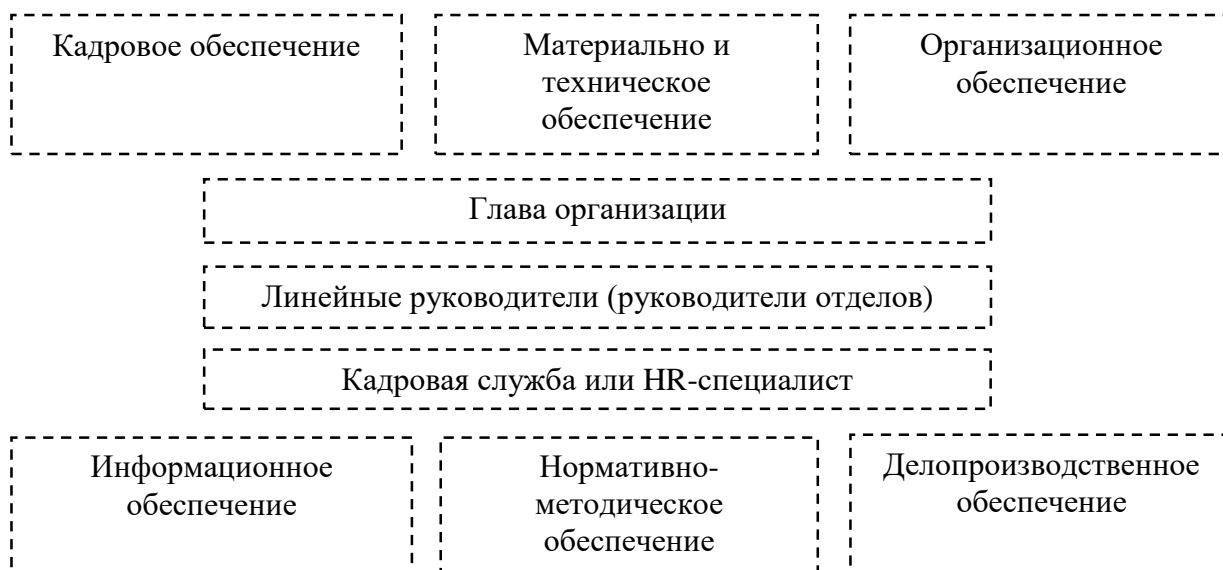 Кадровое обеспечение
Материально и
техническое
обеспечение
Организационное
обеспечение
Глава организации
Линейные руководители (руководители отделов)
Кадровая служба или HR-специалист
Информационное
обеспечение
Нормативно-
методическое
обеспечение
Делопроизводственное
обеспечение